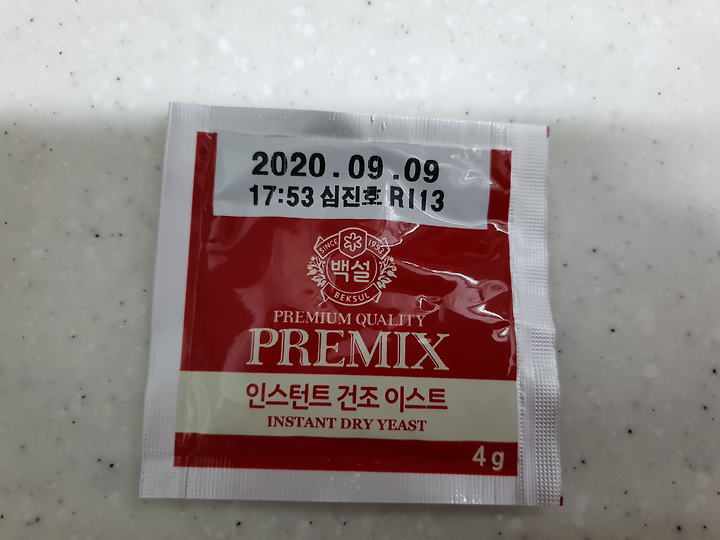 2020.09.09
17:53 심진호 RI13
SINCE 1953
백설
BEKSUL
PREMIUM QUALITY
PREMIX
인스턴트 건조 이스트
INSTANT DRY YEAST
4g